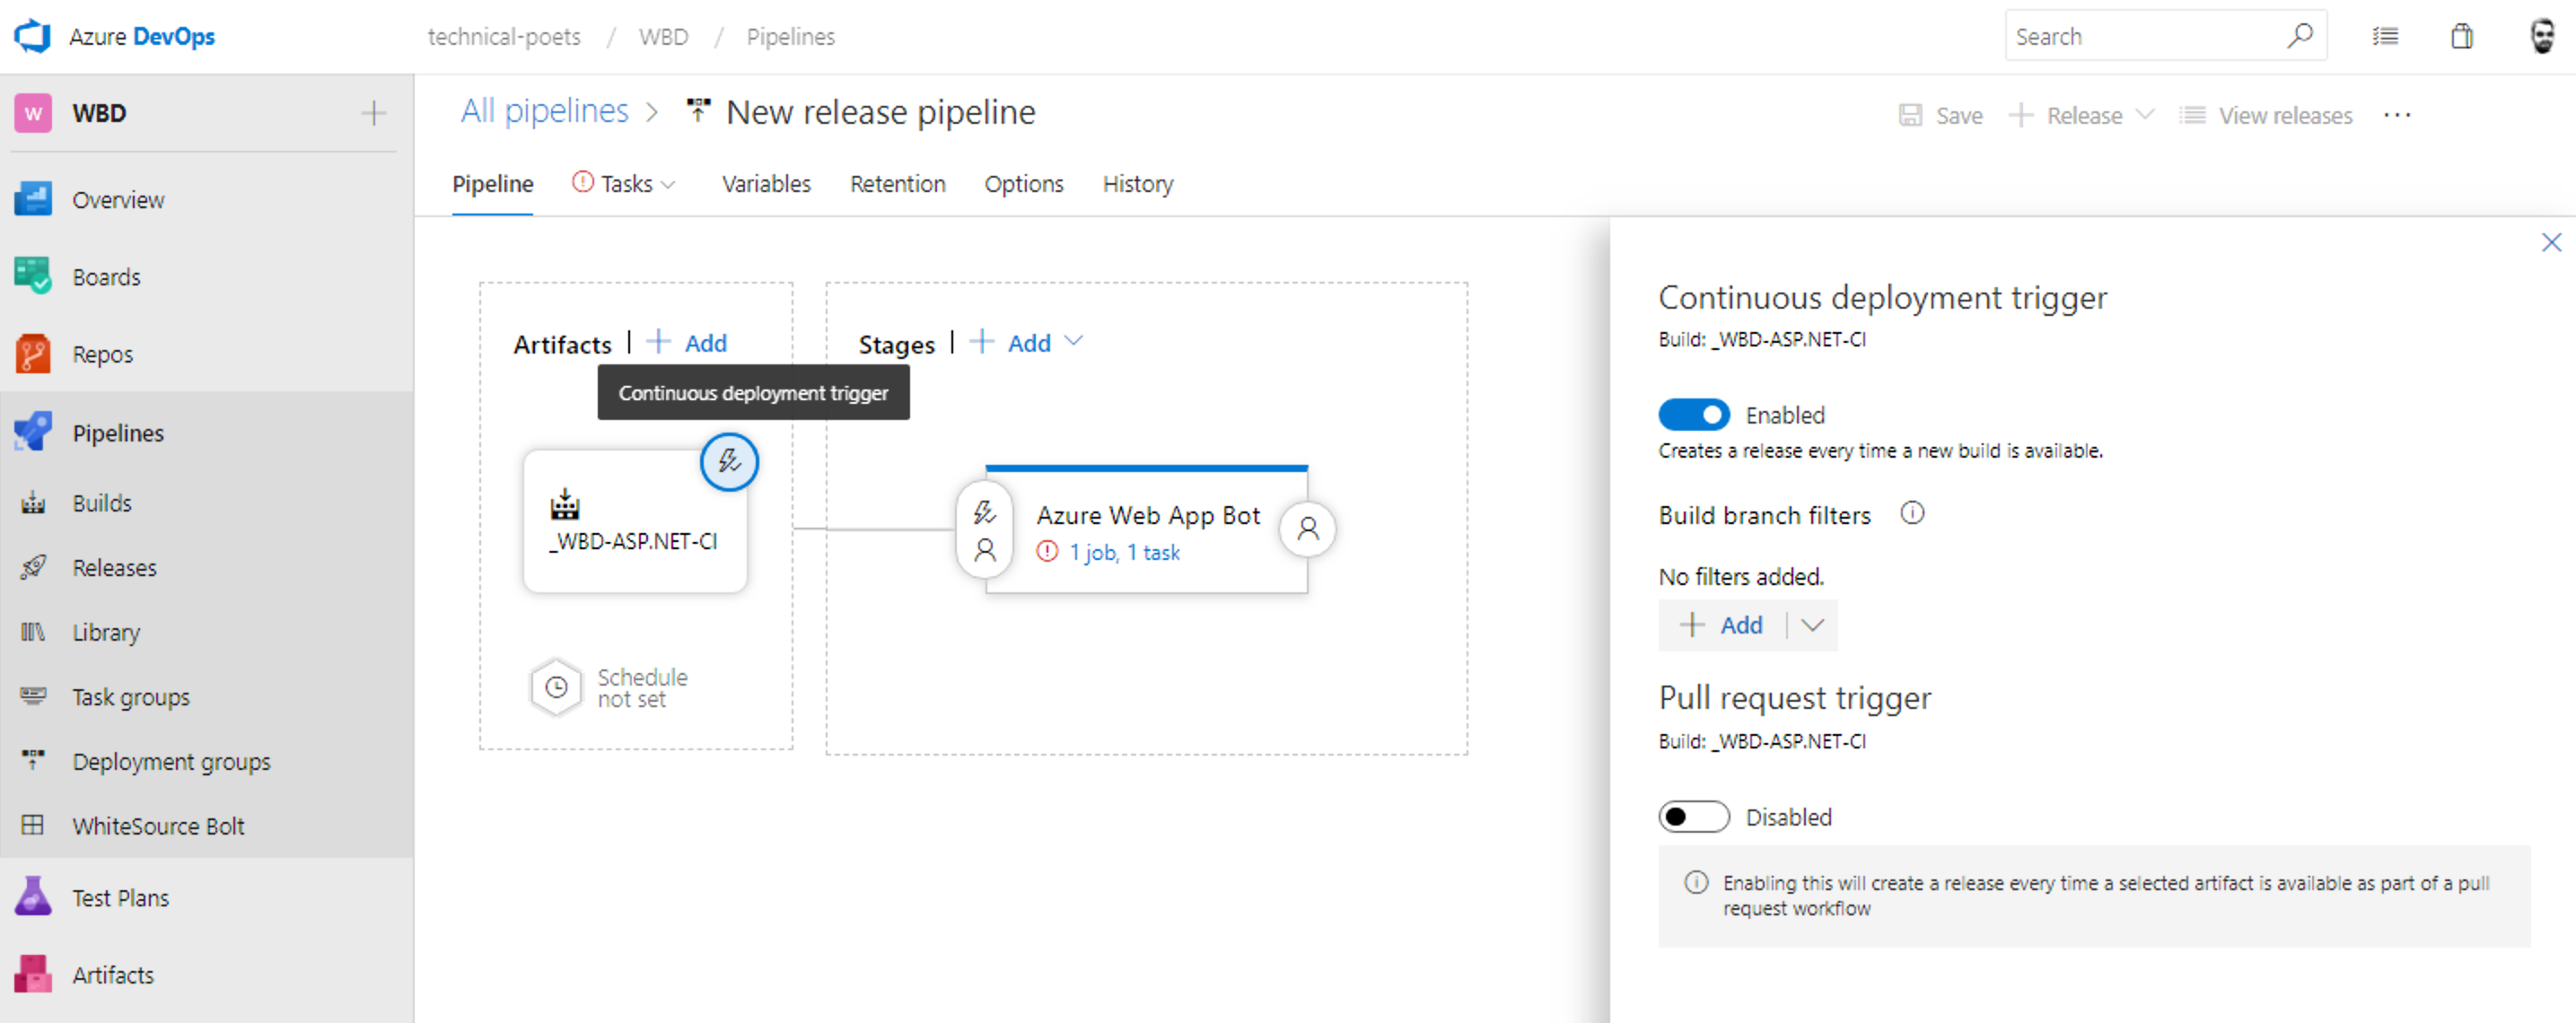 Azure DevOps
technical-poets / WBD / Pipelines
Search
W WBD
Overview
Boards
Repos
Pipelines
Builds
Releases
Library
Task groups
Deployment groups
WhiteSource Bolt
Test Plans
Artifacts
All pipelines > New release pipeline
Save + Release View releases ...
Pipeline Tasks Variables Retention Options History
Artifacts | + Add
Stages | + Add
Continuous deployment trigger
_WBD-ASP.NET-CI
Schedule
not set
Azure Web App Bot
1 job, 1 task
Continuous deployment trigger
Build: _WBD-ASP.NET-CI
Enabled
Creates a release every time a new build is available.
Build branch filters
No filters added.
+ Add
Pull request trigger
Build: _WBD-ASP.NET-CI
Disabled
Enabling this will create a release every time a selected artifact is available as part of a pull
request workflow